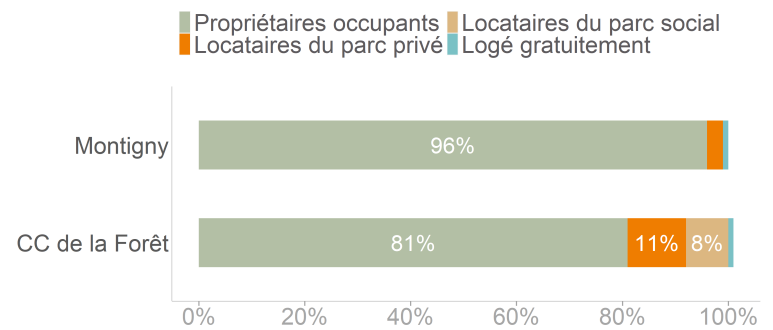 Propriétaires occupants Locataires du parc social
Locataires du parc privé Logé gratuitement
Montigny 96%
CC de la Forêt 81% 11% 8%
0% 20% 40% 60% 80% 100%